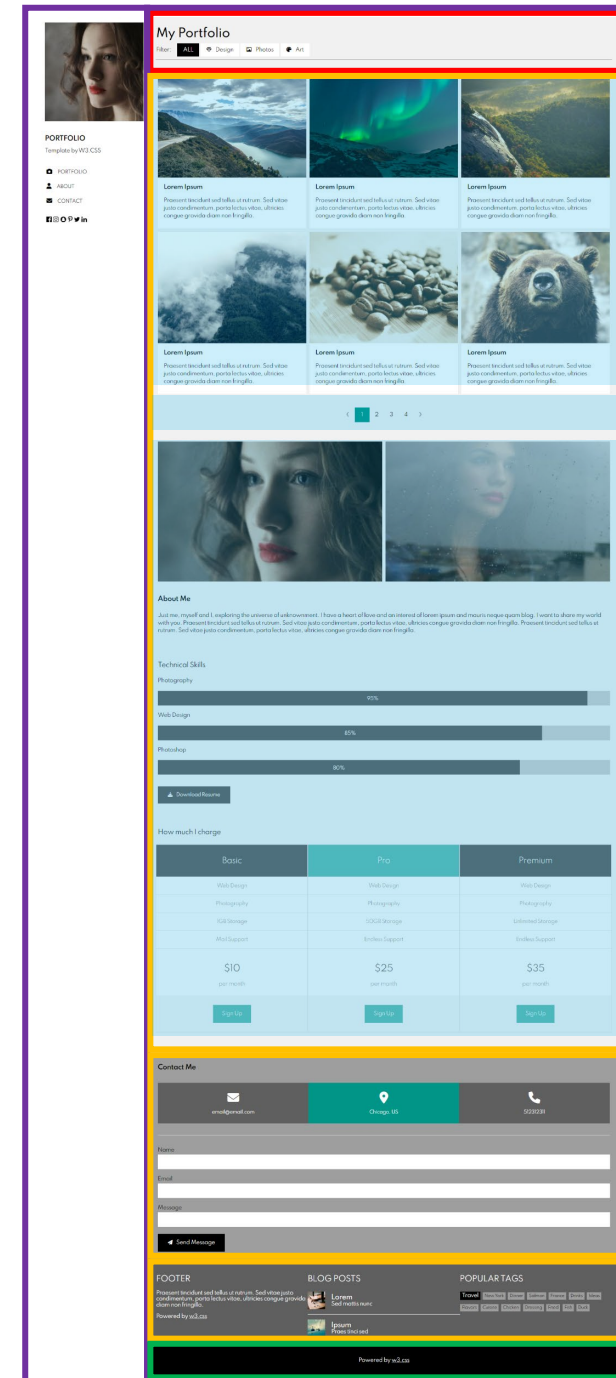 PORTFOLIO
Template by W3.CSS
PORTFOLIO
ABOUT
CONTACT
My Portfolio
Filter: ALL Design Photos Art
Lorem Ipsum
Praesent tincidunt sed tellus ut rutrum. Sed vitae
justo condimentum, porta lectus vitae, ultricies
congue gravida diam non fringilla.
Lorem Ipsum
Praesent tincidunt sed tellus ut rutrum. Sed vitae
justo condimentum, porta lectus vitae, ultricies
congue gravida diam non fringilla.
Lorem Ipsum
Praesent tincidunt sed tellus ut rutrum. Sed vitae
justo condimentum, porta lectus vitae, ultricies
congue gravida diam non fringilla.
Lorem Ipsum
Praesent tincidunt sed tellus ut rutrum. Sed vitae
justo condimentum, porta lectus vitae, ultricies
congue gravida diam non fringilla.
Lorem Ipsum
Praesent tincidunt sed tellus ut rutrum. Sed vitae
justo condimentum, porta lectus vitae, ultricies
congue gravida diam non fringilla.
Lorem Ipsum
Praesent tincidunt sed tellus ut rutrum. Sed vitae
justo condimentum, porta lectus vitae, ultricies
congue gravida diam non fringilla.
‹ 1 2 3 4 ›
About Me
Just me, myself and I, exploring the universe of unknownment. I have a heart of love and an interest of lorem ipsum and mauris neque quam blog. I want to share my world
with you. Praesent tincidunt sed tellus ut rutrum. Sed vitae justo condimentum, porta lectus vitae, ultricies congue gravida diam non fringilla. Praesent tincidunt sed tellus ut
rutrum. Sed vitae justo condimentum, porta lectus vitae, ultricies congue gravida diam non fringilla.
Technical Skills
Photography
95%
Web Design
85%
Photoshop
80%
Download Resume
How much I charge
Basic Pro Premium
Web Design Web Design Web Design
Photography Photography Photography
1GB Storage 50GB Storage Unlimited Storage
Mail Support Endless Support Endless Support
$10 $25 $35
per month per month per month
Sign Up Sign Up Sign Up
Contact Me
email@email.com Chicago, US 512312311
Name
Email
Message
Send Message
FOOTER
Praesent tincidunt sed tellus ut rutrum. Sed vitae justo
condimentum, porta lectus vitae, ultricies congue gravida
diam non fringilla.
Powered by w3.css
BLOG POSTS
Lorem
Sed mattis nunc
Ipsum
Praes tinci sed
POPULAR TAGS
Travel New York Dinner Salmon France Drinks Ideas
Flavors Cuisine Chicken Dressing Fried Fish Duck
Powered by w3.css